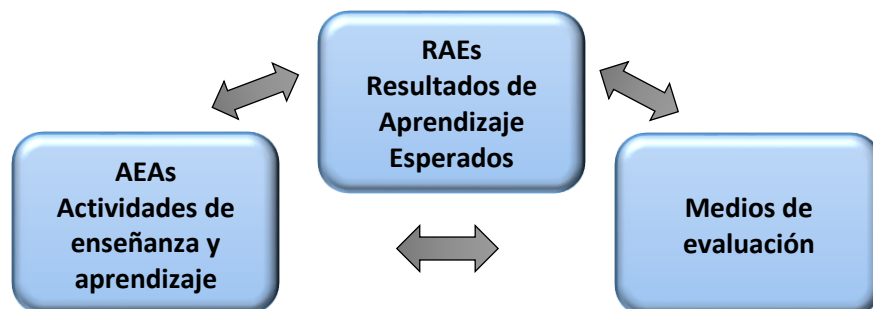 RAEs
Resultados de
Aprendizaje
Esperados
AEAs
Actividades de
enseñanza y
aprendizaje
Medios de
evaluación